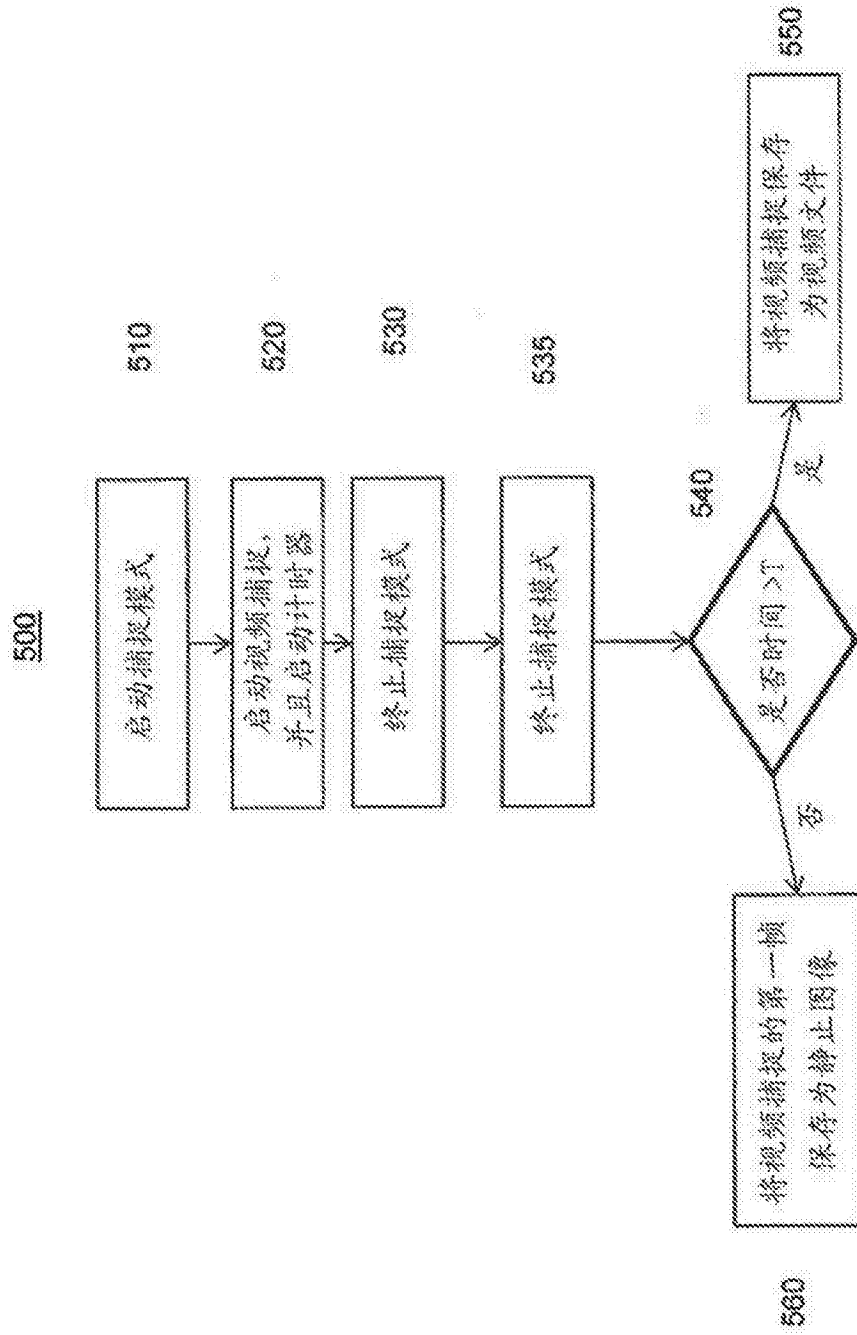 500
启动捕捉模式
510
启动视频捕捉，
并且启动计时器
520
终止捕捉模式
530
终止捕捉模式
535
是否时间>T
540
是
将视频捕捉保存
为视频文件
550
否
将视频捕捉的第一帧
保存为静止图像
560